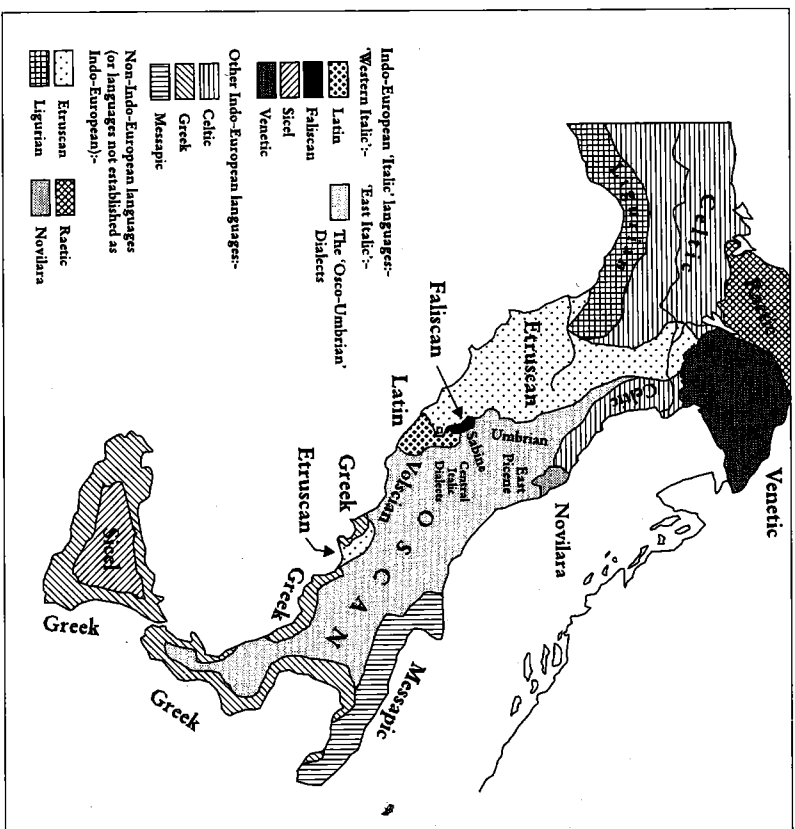 Indo-European 'Italic' languages:-
'Western Italic':-
'East Italic':-
Latin
Faliscan
Sicel
Venetic
The 'Osco-Umbrian'
Dialects
Other Indo-European languages:-
Celtic
Greek
Messapic
Non-Indo-European languages
(or languages not established as
Indo-European):-
Etruscan
Ligurian
Raetic
Novilara
Raetic
Celtic
Ligurian
Venetic
Celtic
Etruscan
Faliscan
Latin
Umbrian
Sabine
East
Picene
Central
Italic
Dialects
Novilara
Volscian
OSCAN
Greek
Etruscan
Greek
Messapic
Sicel
Greek
Greek